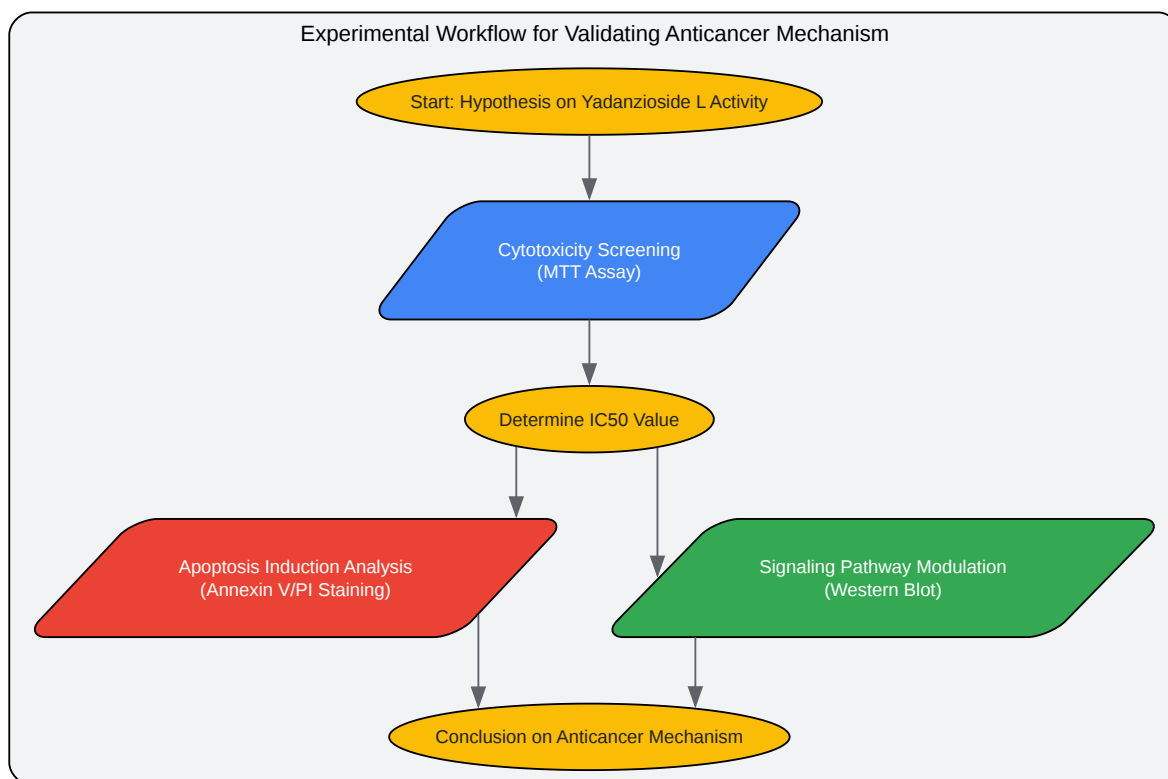 Experimental Workflow for Validating Anticancer Mechanism
Start: Hypothesis on Yadanzioside L Activity
Cytotoxicity Screening
(MTT Assay)
Determine IC50 Value
Apoptosis Induction Analysis
(Annexin V/PI Staining)
Signaling Pathway Modulation
(Western Blot)
Conclusion on Anticancer Mechanism